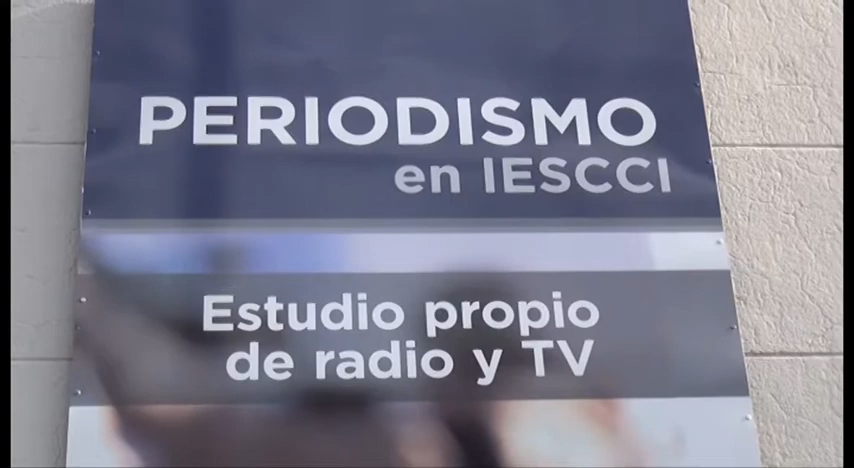 PERIODISMO
en IESCCI
Estudio propio
de radio y TV